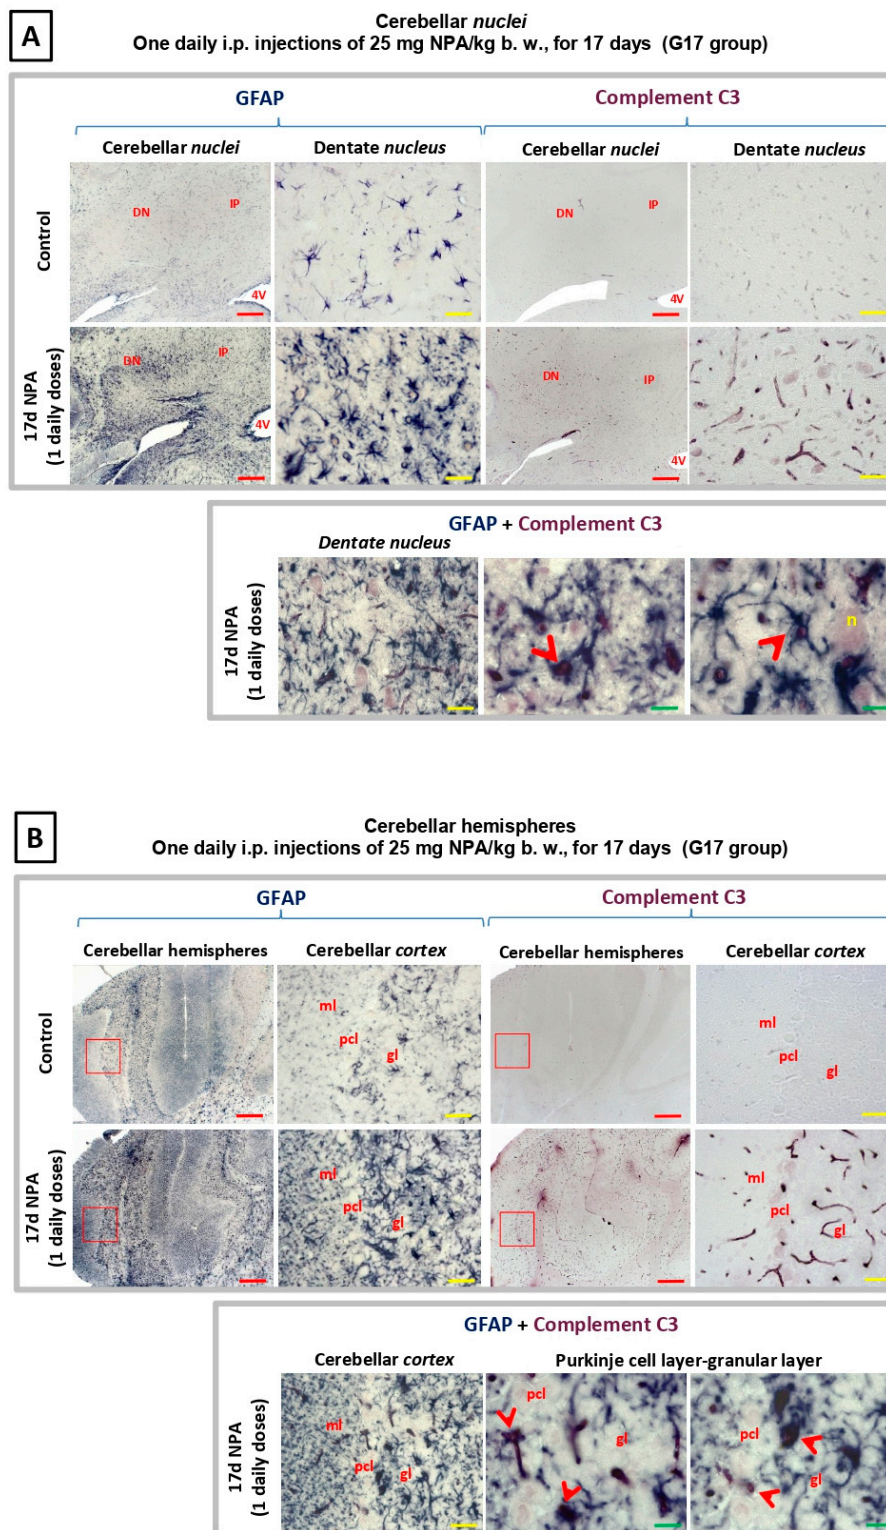 A
Cerebellar nuclei
One daily i.p. injections of 25 mg NPA/kg b. w., for 17 days (G17 group)
GFAP
Complement C3
Cerebellar nuclei
Dentate nucleus
Cerebellar nuclei
Dentate nucleus
Control
DN
IP
4V
DN
IP
4V
17d NPA
(1 daily doses)
DN
IP
4V
DN
IP
4V
GFAP + Complement C3
Dentate nucleus
17d NPA
(1 daily doses)
n
B
Cerebellar hemispheres
One daily i.p. injections of 25 mg NPA/kg b. w., for 17 days (G17 group)
GFAP
Complement C3
Cerebellar hemispheres
Cerebellar cortex
Cerebellar hemispheres
Cerebellar cortex
Control
ml
pcl
gl
ml
pcl
gl
17d NPA
(1 daily doses)
ml
pcl
gl
ml
pcl
gl
GFAP + Complement C3
Cerebellar cortex
Purkinje cell layer-granular layer
17d NPA
(1 daily doses)
ml
pcl
gl
pcl
gl
pcl
gl